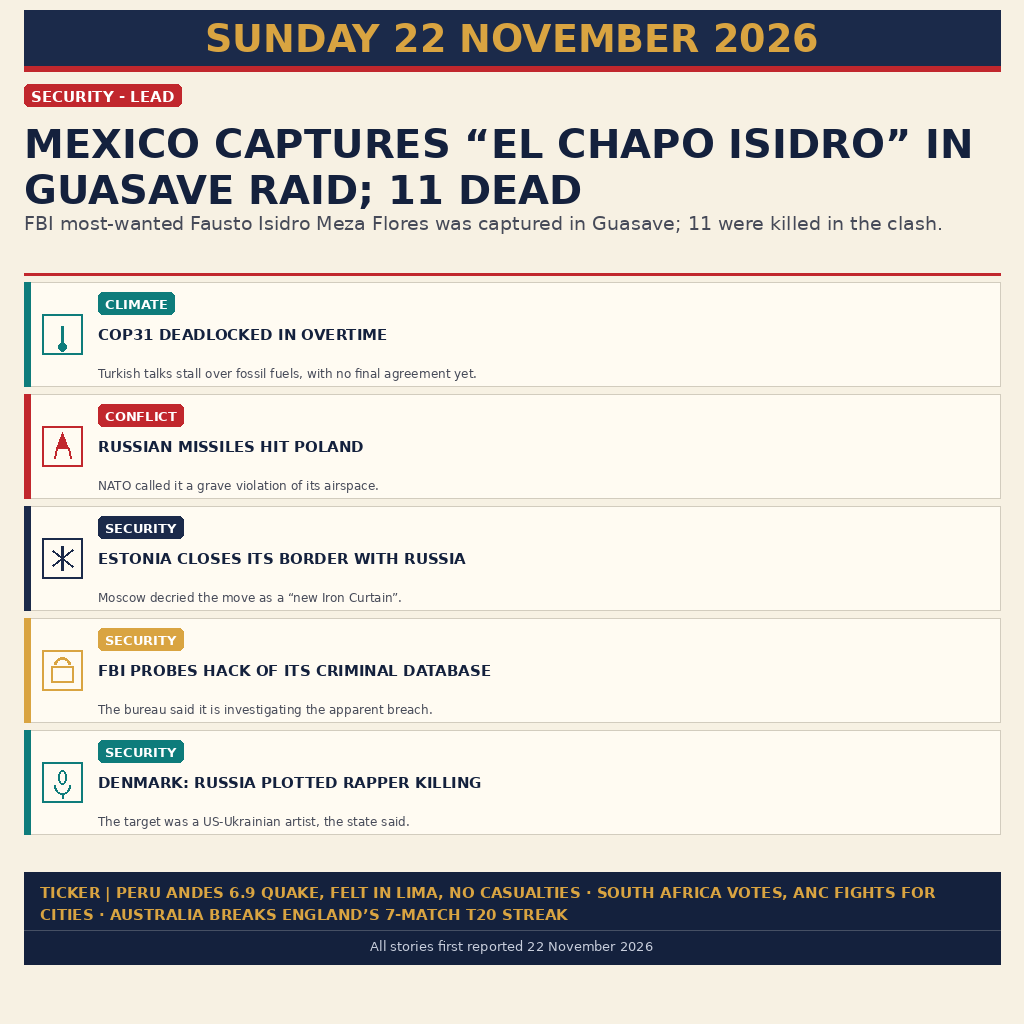 SUNDAY 22 NOVEMBER 2026
SECURITY - LEAD
MEXICO CAPTURES “EL CHAPO ISIDRO” IN
GUASAVE RAID; 11 DEAD
FBI most-wanted Fausto Isidro Meza Flores was captured in Guasave; 11 were killed in the clash.
CLIMATE
COP31 DEADLOCKED IN OVERTIME
Turkish talks stall over fossil fuels, with no final agreement yet.
CONFLICT
RUSSIAN MISSILES HIT POLAND
NATO called it a grave violation of its airspace.
SECURITY
ESTONIA CLOSES ITS BORDER WITH RUSSIA
Moscow decried the move as a “new Iron Curtain”.
SECURITY
FBI PROBES HACK OF ITS CRIMINAL DATABASE
The bureau said it is investigating the apparent breach.
SECURITY
DENMARK: RUSSIA PLOTTED RAPPER KILLING
The target was a US-Ukrainian artist, the state said.
TICKER | PERU ANDES 6.9 QUAKE, FELT IN LIMA, NO CASUALTIES · SOUTH AFRICA VOTES, ANC FIGHTS FOR
CITIES · AUSTRALIA BREAKS ENGLAND’S 7-MATCH T20 STREAK
All stories first reported 22 November 2026